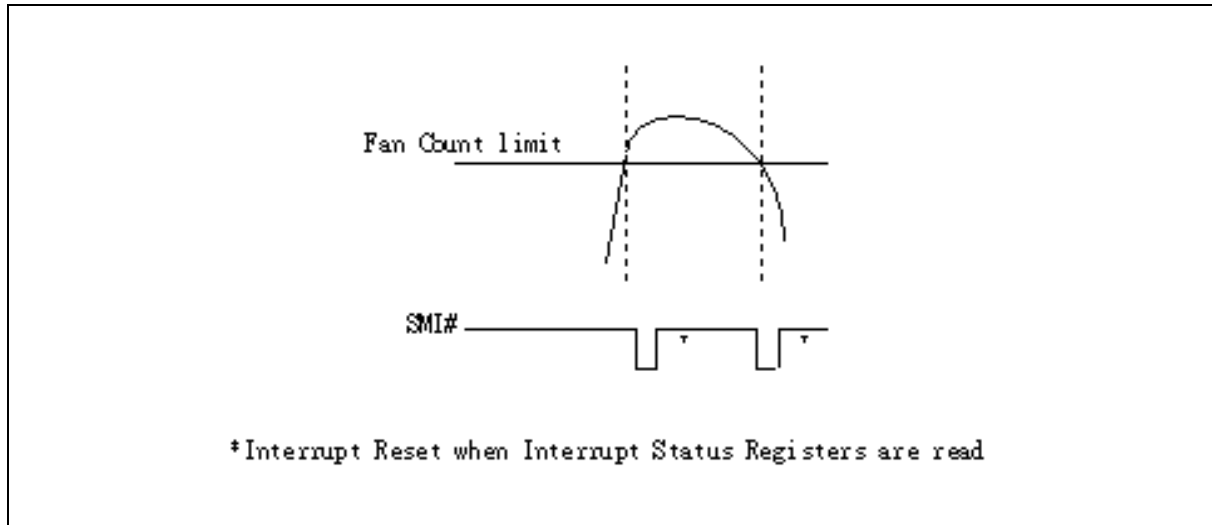 Fan Count limit
SMI#
*Interrupt Reset when Interrupt Status Registers are read